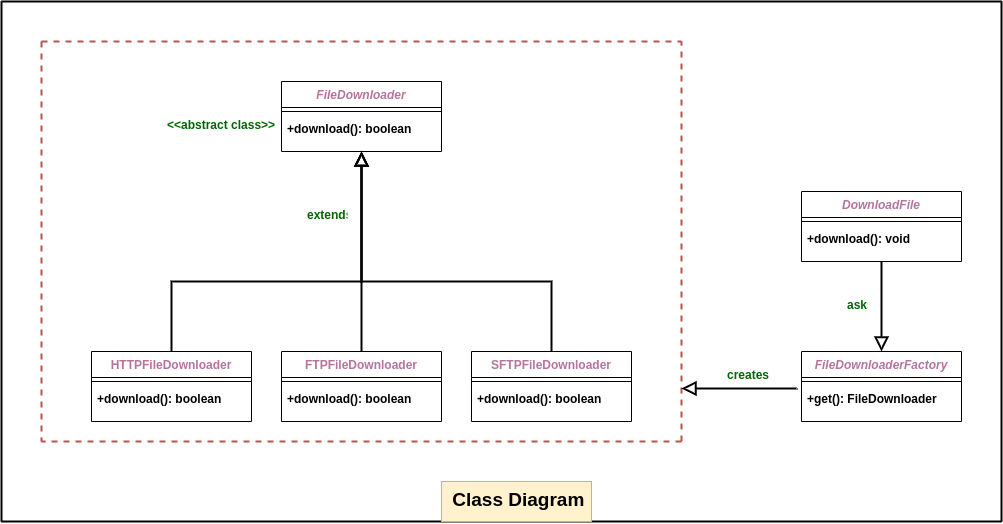 FileDownloader
<<abstract class>>
+download(): boolean
extends
DownloadFile
+download(): void
ask
HTTPFileDownloader
+download(): boolean
FTPFileDownloader
+download(): boolean
SFTPFileDownloader
+download(): boolean
creates
FileDownloaderFactory
+get(): FileDownloader
Class Diagram